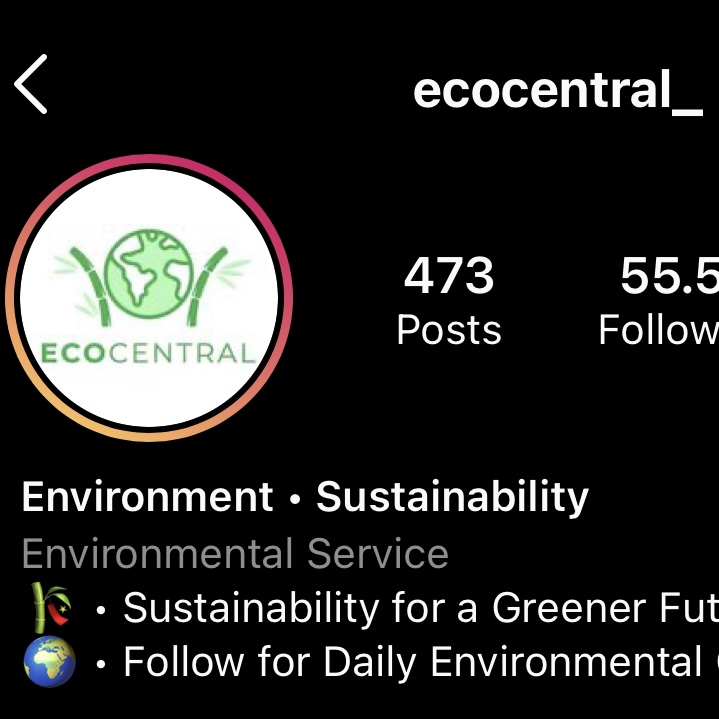 ecocentral_
ECOCENTRAL
473
Posts
55.5
Follow
Environment • Sustainability
Environmental Service
• Sustainability for a Greener Fut
• Follow for Daily Environmental